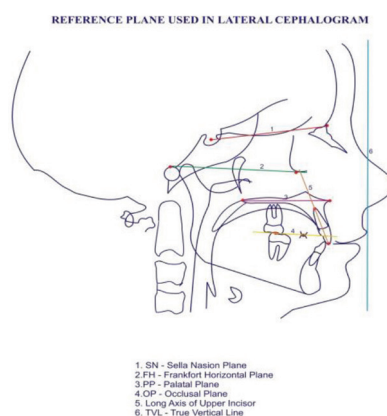 REFERENCE PLANE USED IN LATERAL CEPHALOGRAM
1
6
2
5
3
4
1. SN - Sella Nasion Plane
2.FH - Frankfort Horizontal Plane
3.PP - Palatal Plane
4.OP - Occlusal Plane
5. Long Axis of Upper Incisor
6. TVL - True Vertical Line